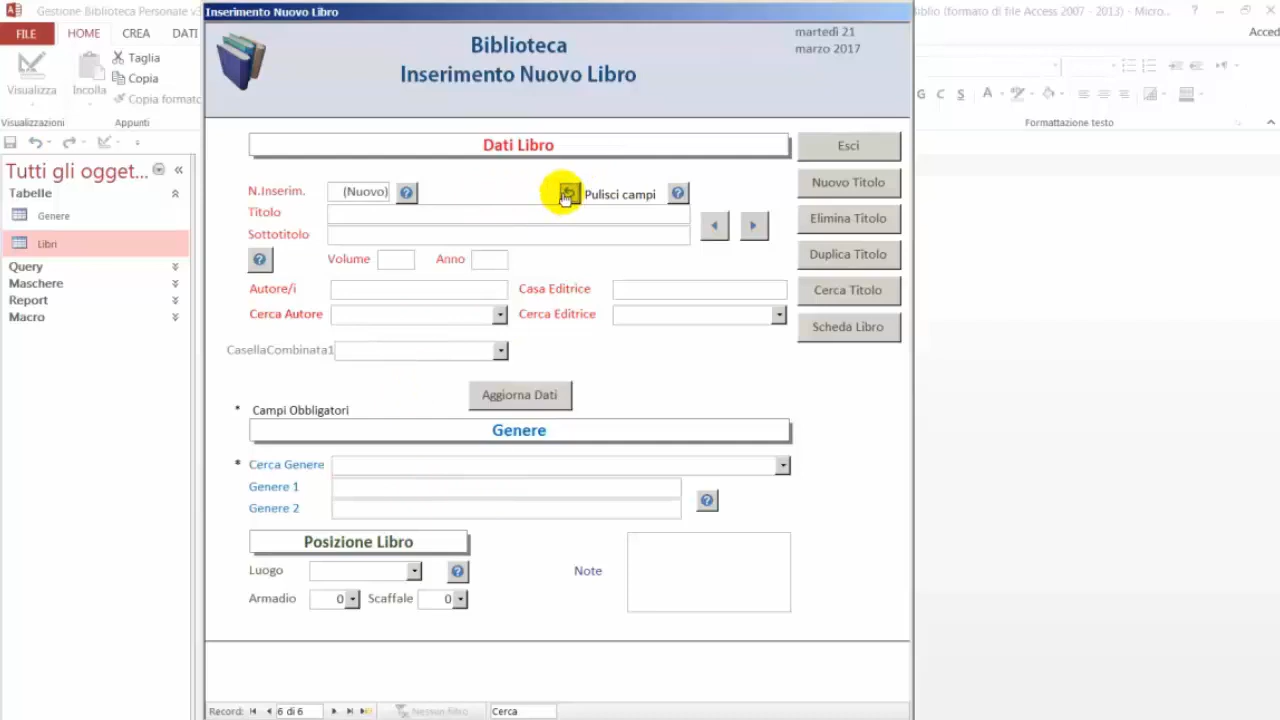 Gestione Biblioteca Personale v3
Inserimento Nuovo Libro
Biblio (formato di file Access 2007 - 2013) - Micro...
FILE
HOME
CREA
DATI
Acced
Visualizza
Incolla
Taglia
Copia
Copia formato
Visualizzazioni
Appunti
G C S A
Formattazione testo
Tutti gli ogget...
Tabelle
Genere
Libri
Query
Maschere
Report
Macro
Biblioteca
Inserimento Nuovo Libro
martedì 21
marzo 2017
Dati Libro
N.Inserim.
(Nuovo)
Pulisci campi
Titolo
Sottotitolo
Volume
Anno
Autore/i
Casa Editrice
Cerca Autore
Cerca Editrice
CasellaCombinata1
Esci
Nuovo Titolo
Elimina Titolo
Duplica Titolo
Cerca Titolo
Scheda Libro
Aggiorna Dati
* Campi Obbligatori
Genere
* Cerca Genere
Genere 1
Genere 2
Posizione Libro
Luogo
Note
Armadio 0 Scaffale 0
Record: 6 di 6 Nessun filtro Cerca